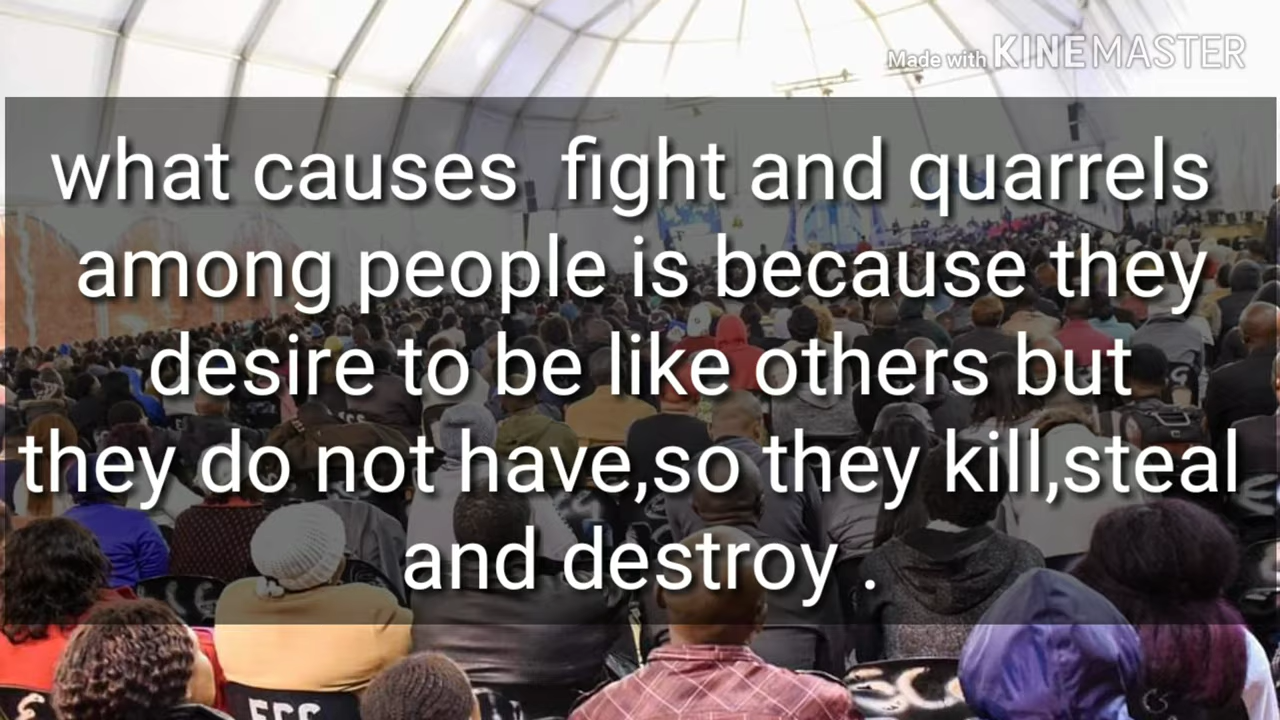 Made with KINEMASTER
what causes  fight and quarrels
among people is because they
desire to be like others but
they do not have,so they kill,steal
and destroy .